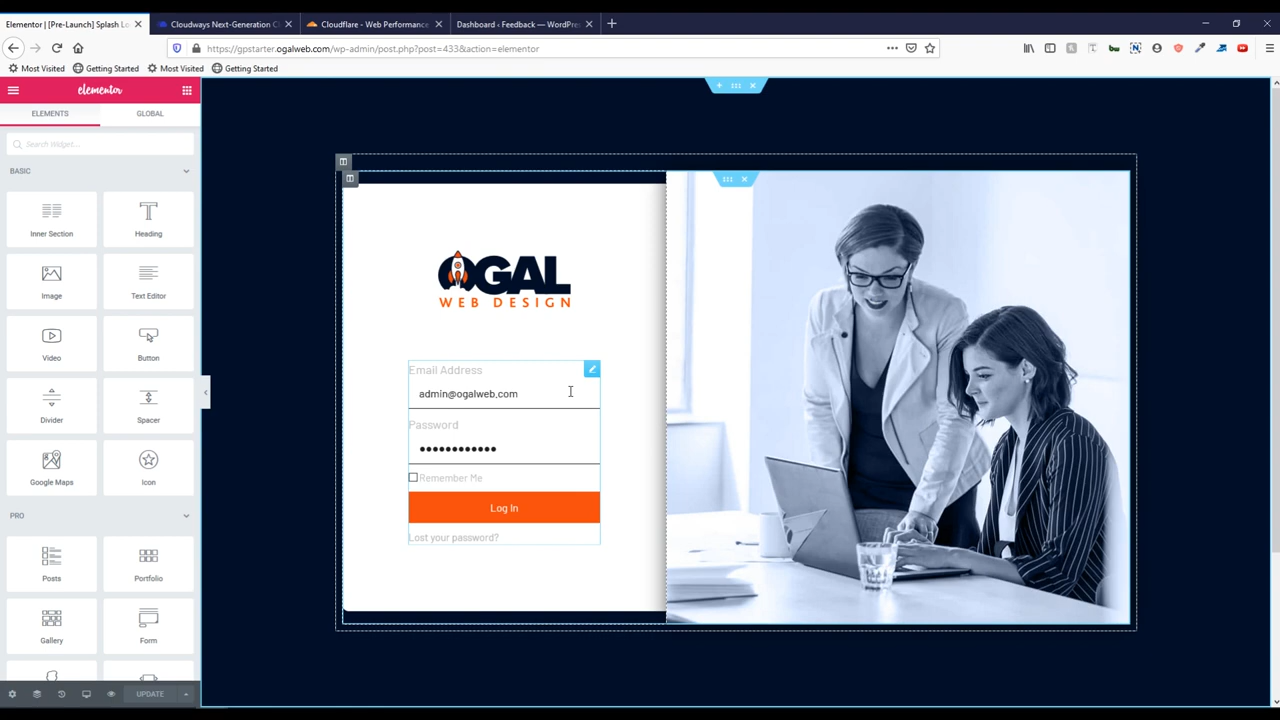 Elementor | [Pre-Launch] Splash Lo
Cloudways Next-Generation C
Cloudflare - Web Performance
Dashboard ‹ Feedback — WordPre
https://gpstarter.ogalweb.com/wp-admin/post.php?post=433&action=elementor
Most Visited
Getting Started
Most Visited
Getting Started
elementor
ELEMENTS
GLOBAL
Search Widget...
BASIC
Inner Section
Heading
Image
Text Editor
Video
Button
Divider
Spacer
Google Maps
Icon
PRO
Posts
Portfolio
Gallery
Form
UPDATE
OGAL
WEB DESIGN
Email Address
admin@ogalweb.com
Password
Remember Me
Log In
Lost your password?